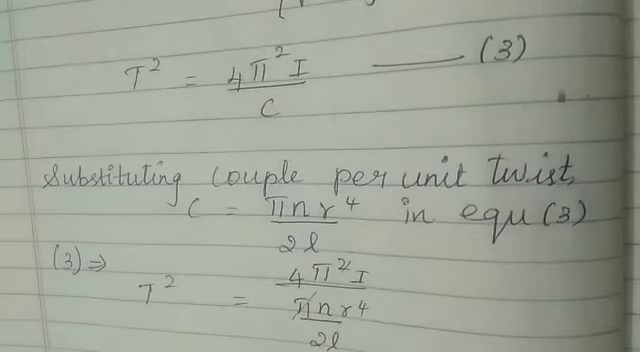 T² = 4π²I / C ——— (3)
Substituting couple per unit twist,
C = πnr⁴ / 2l in equ (3)
(3) ⇒
T² = 4π²I / (πnr⁴ / 2l)